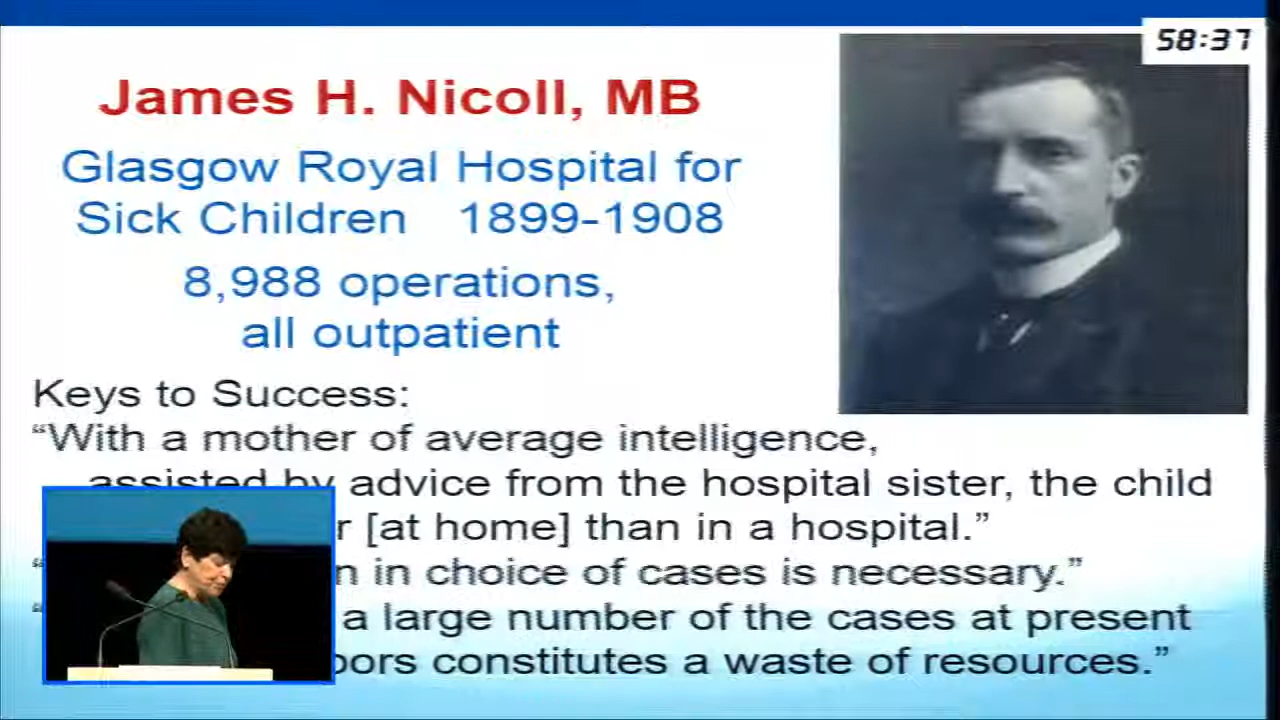 58:37
James H. Nicoll, MB
Glasgow Royal Hospital for
Sick Children 1899-1908
8,988 operations,
all outpatient
Keys to Success:
“With a mother of average intelligence,
assisted by advice from the hospital sister, the child
[at home] than in a hospital.”
in choice of cases is necessary.”
a large number of the cases at present
constitutes a waste of resources.”